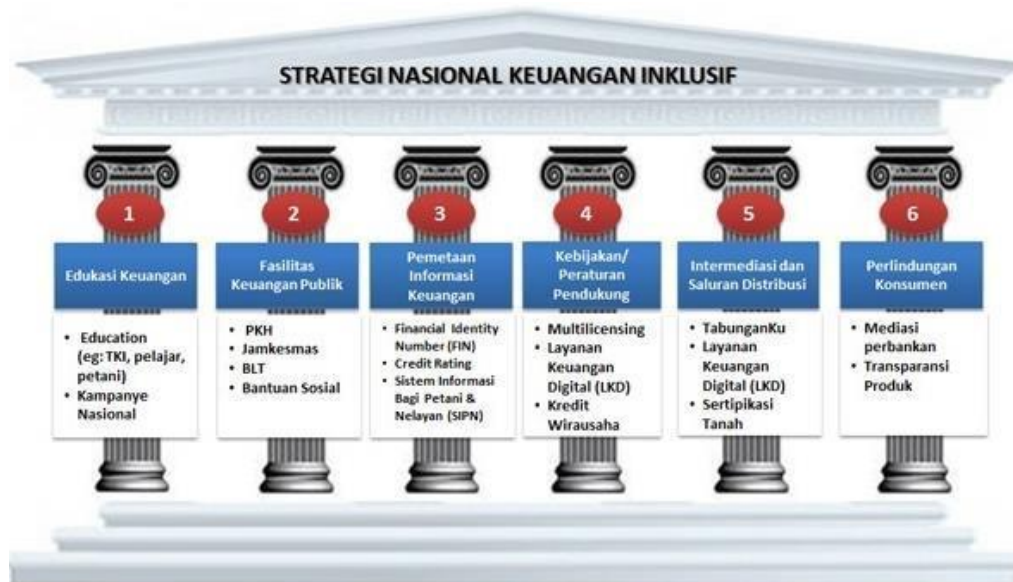 STRATEGI NASIONAL KEUANGAN INKLUSIF
1
Edukasi Keuangan
• Education
(eg: TKI, pelajar,
petani)
• Kampanye
Nasional
2
Fasilitas
Keuangan Publik
• PKH
• Jamkesmas
• BLT
• Bantuan Sosial
3
Pemetaan
Informasi
Keuangan
• Financial Identity
Number (FIN)
• Credit Rating
• Sistem Informasi
Bagi Petani &
Nelayan (SIPN)
4
Kebijakan/
Peraturan
Pendukung
• Multilicensing
• Layanan
Keuangan
Digital (LKD)
• Kredit
Wirausaha
5
Intermediasi dan
Saluran Distribusi
• TabunganKu
• Layanan
Keuangan
Digital (LKD)
• Sertipikasi
Tanah
6
Perlindungan
Konsumen
• Mediasi
perbankan
• Transparansi
Produk